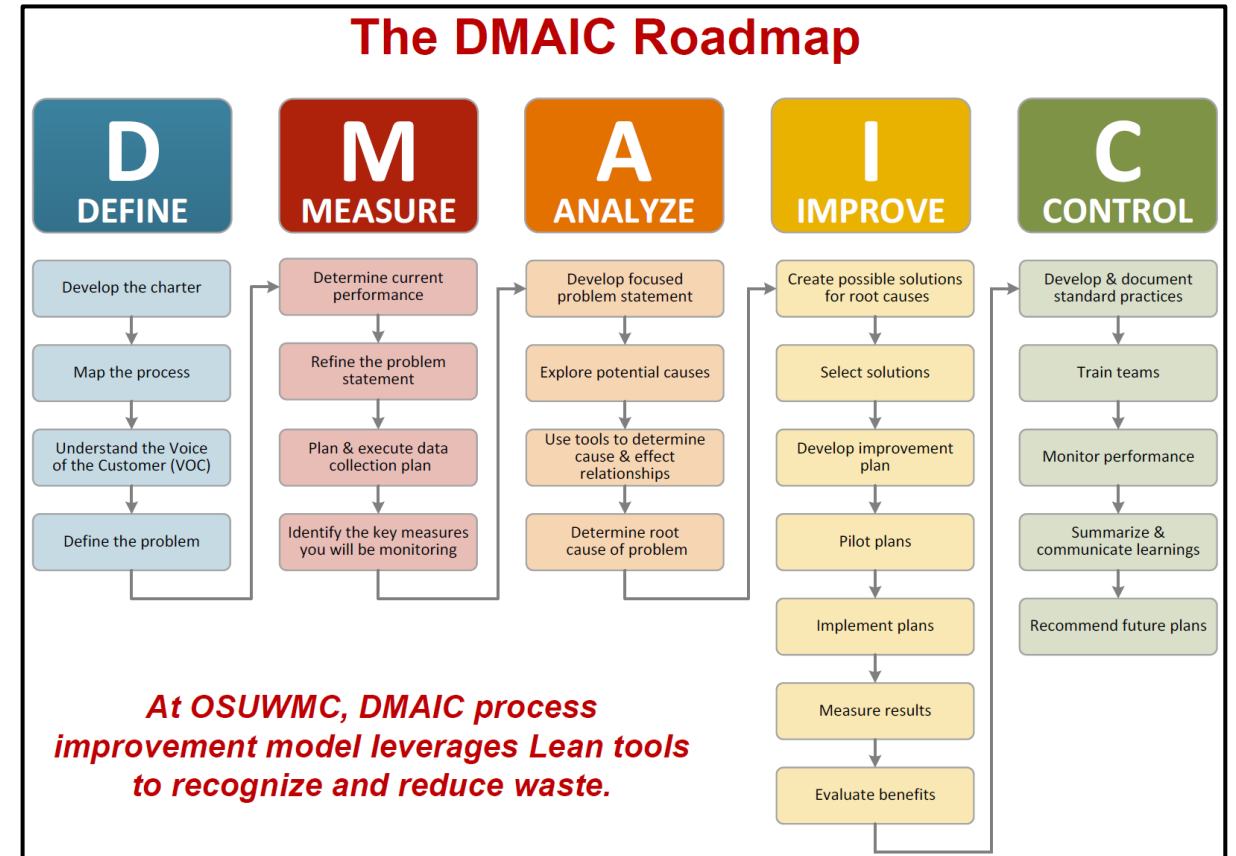 The DMAIC Roadmap
D
DEFINE
Develop the charter
Map the process
Understand the Voice
of the Customer (VOC)
Define the problem
M
MEASURE
Determine current
performance
Refine the problem
statement
Plan & execute data
collection plan
Identify the key measures
you will be monitoring
A
ANALYZE
Develop focused
problem statement
Explore potential causes
Use tools to determine
cause & effect
relationships
Determine root
cause of problem
I
IMPROVE
Create possible solutions
for root causes
Select solutions
Develop improvement
plan
Pilot plans
Implement plans
Measure results
Evaluate benefits
C
CONTROL
Develop & document
standard practices
Train teams
Monitor performance
Summarize &
communicate learnings
Recommend future plans
At OSUWMC, DMAIC process
improvement model leverages Lean tools
to recognize and reduce waste.